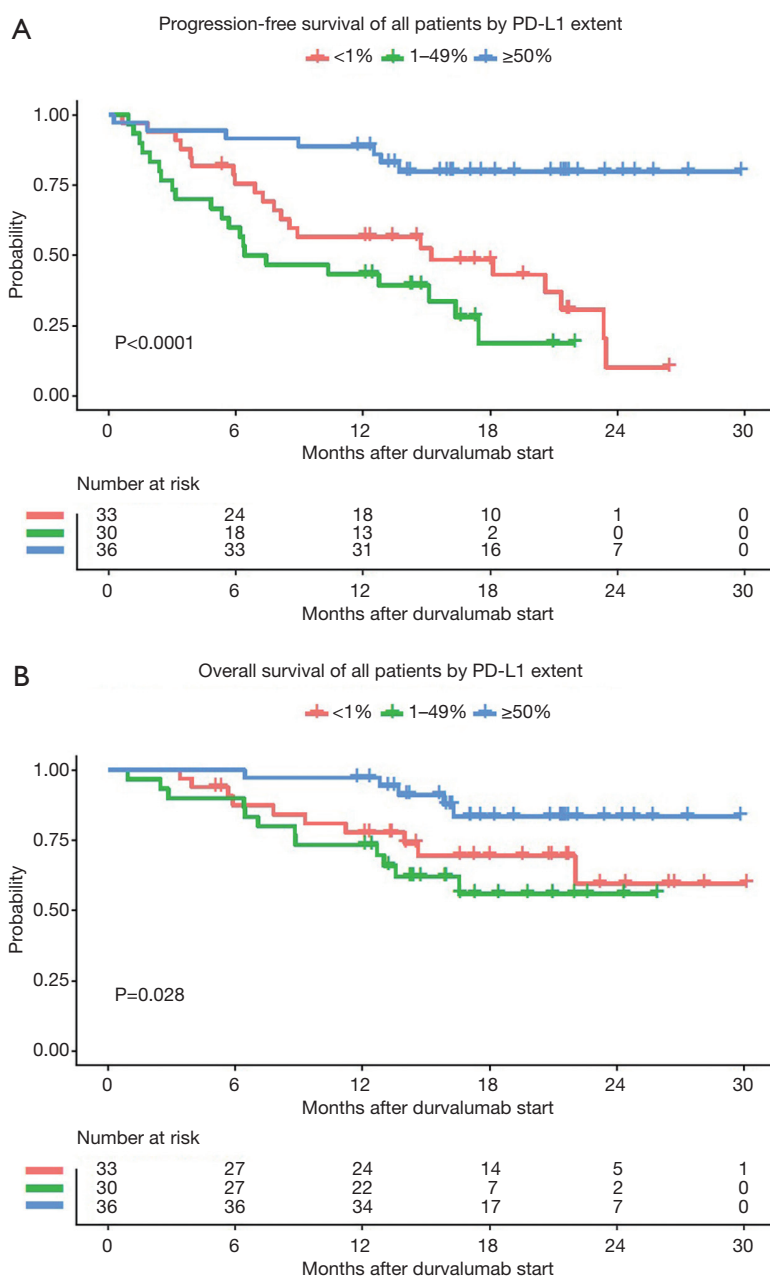 A
Progression-free survival of all patients by PD-L1 extent
<1% 1–49% ≥50%
1.00
0.75
0.50
0.25
0.00
Probability
P<0.0001
0 6 12 18 24 30
Months after durvalumab start
Number at risk
33 24 18 10 1 0
30 18 13 2 0 0
36 33 31 16 7 0
0 6 12 18 24 30
Months after durvalumab start
B
Overall survival of all patients by PD-L1 extent
<1% 1–49% ≥50%
1.00
0.75
0.50
0.25
0.00
Probability
P=0.028
0 6 12 18 24 30
Months after durvalumab start
Number at risk
33 27 24 14 5 1
30 27 22 7 2 0
36 36 34 17 7 0
0 6 12 18 24 30
Months after durvalumab start